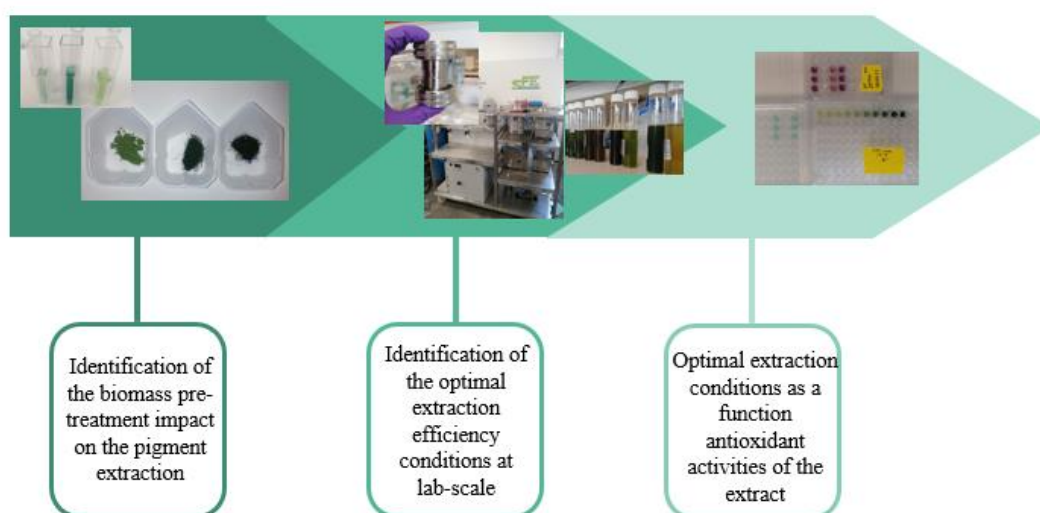 Identification of
the biomass pre-
treatment impact
on the pigment
extraction
Identification of
the optimal
extraction
efficiency
conditions at
lab-scale
Optimal extraction
conditions as a
function
antioxidant
activities of the
extract